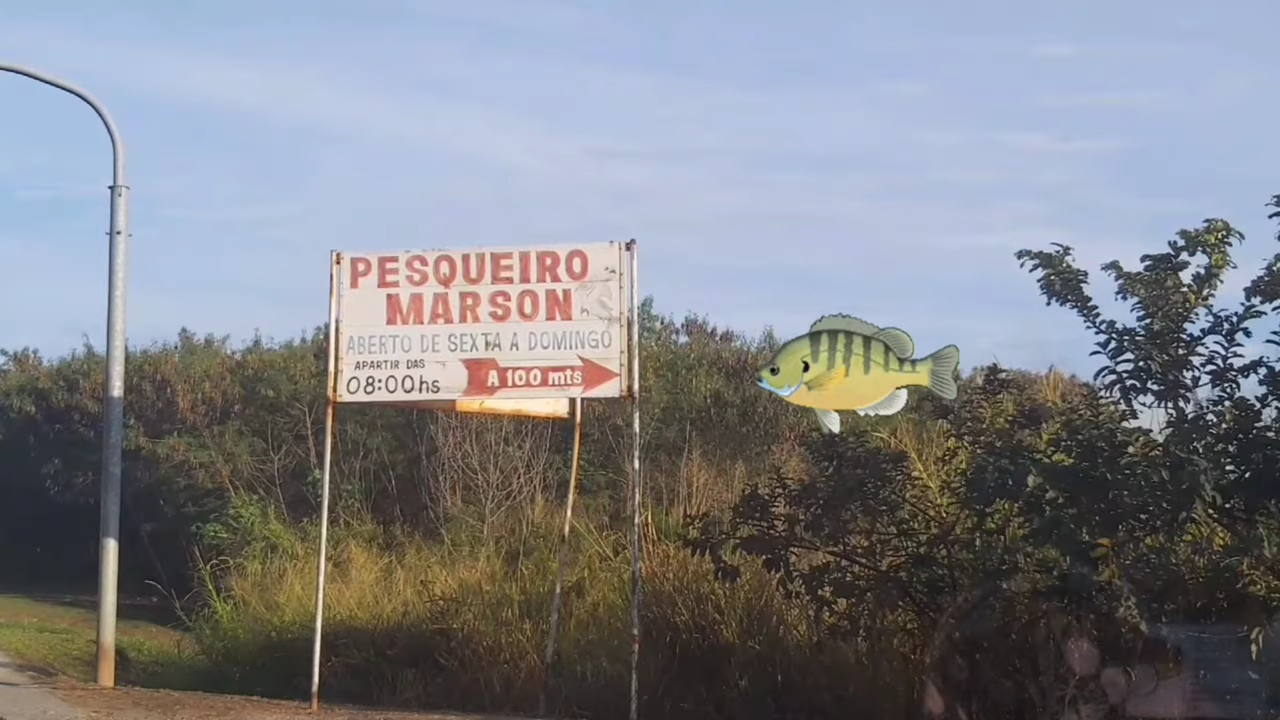 PESQUEIRO
MARSON
ABERTO DE SEXTA A DOMINGO
APARTIR DAS
08:00hs
A 100 mts